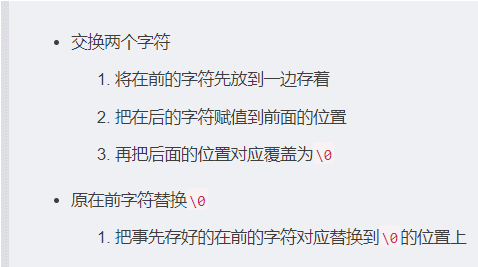 • 交换两个字符
1. 将在前的字符先放到一边存着
2. 把在后的字符赋值到前面的位置
3. 再把后面的位置对应覆盖为 \0
• 原在前字符替换 \0
1. 把事先存好的在前的字符对应替换到 \0 的位置上